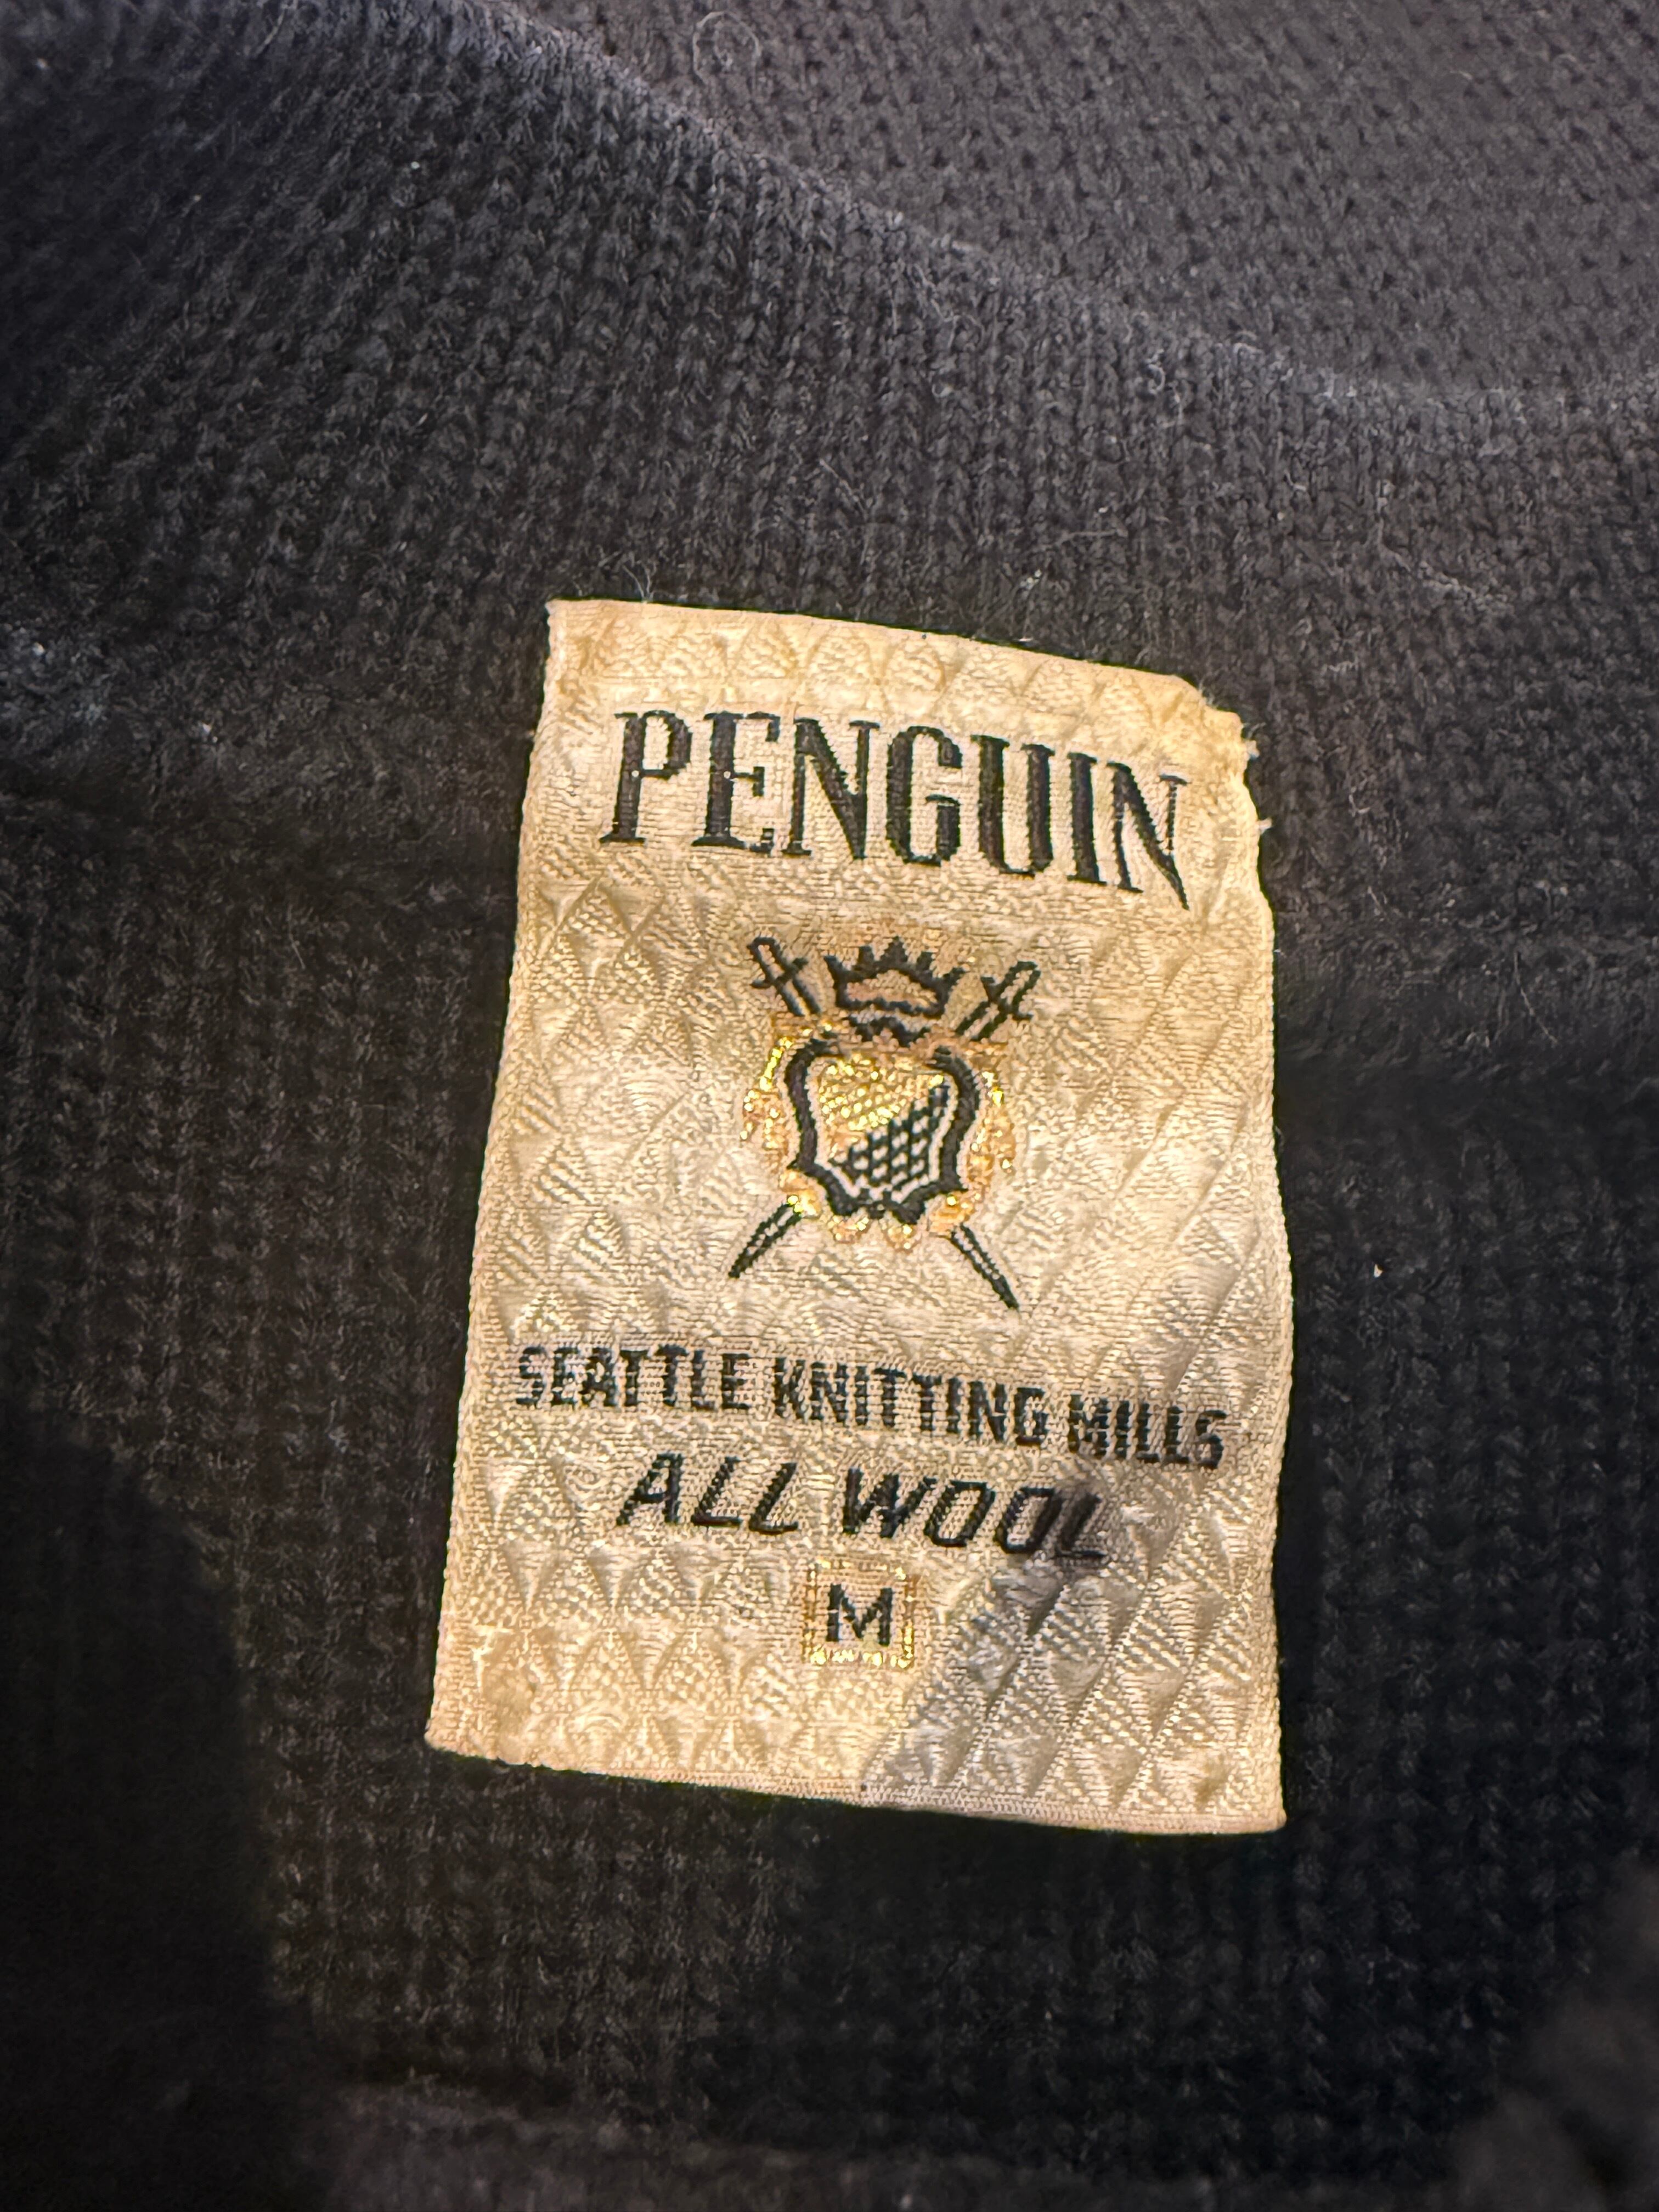 PENGUIN
SEATTLE KNITTING MILLS
ALL WOOL
M